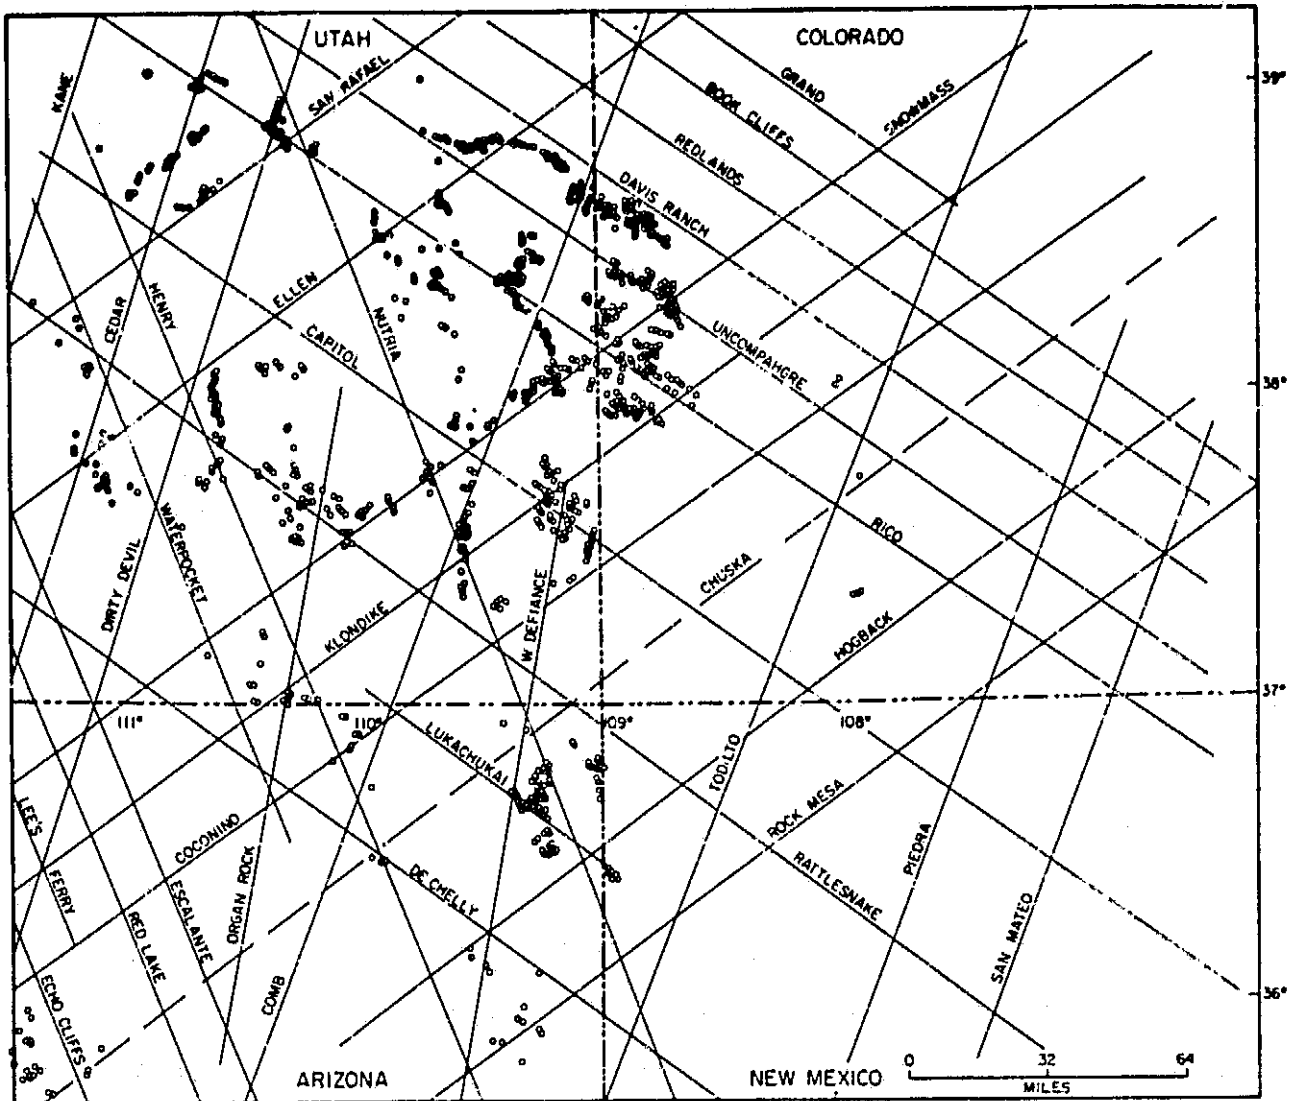 UTAH
COLORADO
KANE
SAN RAFAEL
GRAND
SNOWMASS
39°
BOOK CLIFFS
REDLANDS
DAVIS RANCH
CEDAR
HENRY
ELLEN
NUTRIA
CAPITOL
UNCOMPAHGRE
38°
WATERPOCKET
DIRTY DEVIL
RICO
KLONDIKE
W DEFIANCE
CHUSKA
HOGBACK
37°
111°
110°
109°
108°
LUKACHUKAI
TODILTO
LEE'S FERRY
COCONINO
ROCK MESA
RATTLESNAKE
PIEDRA
ORGAN ROCK
DE CHELLY
ESCALANTE
RED LAKE
SAN MATEO
36°
ECHO CLIFFS
COMB
ARIZONA
NEW MEXICO
0 32 64
MILES